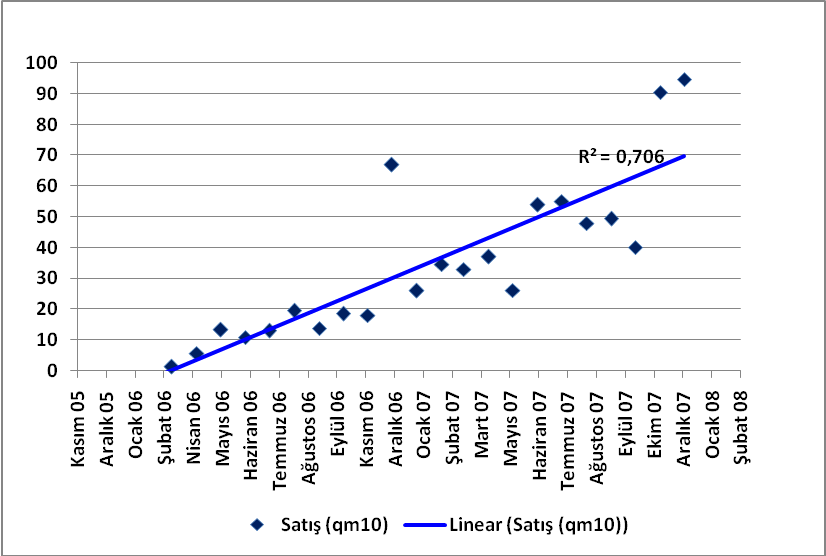 100
90
80
70
60
50
40
30
20
10
0
R² = 0,706
Kasım 05
Aralık 05
Ocak 06
Şubat 06
Nisan 06
Mayıs 06
Haziran 06
Temmuz 06
Ağustos 06
Eylül 06
Kasım 06
Aralık 06
Ocak 07
Şubat 07
Mart 07
Mayıs 07
Haziran 07
Temmuz 07
Ağustos 07
Eylül 07
Ekim 07
Aralık 07
Ocak 08
Şubat 08
Satış (qm10)
Linear (Satış (qm10))